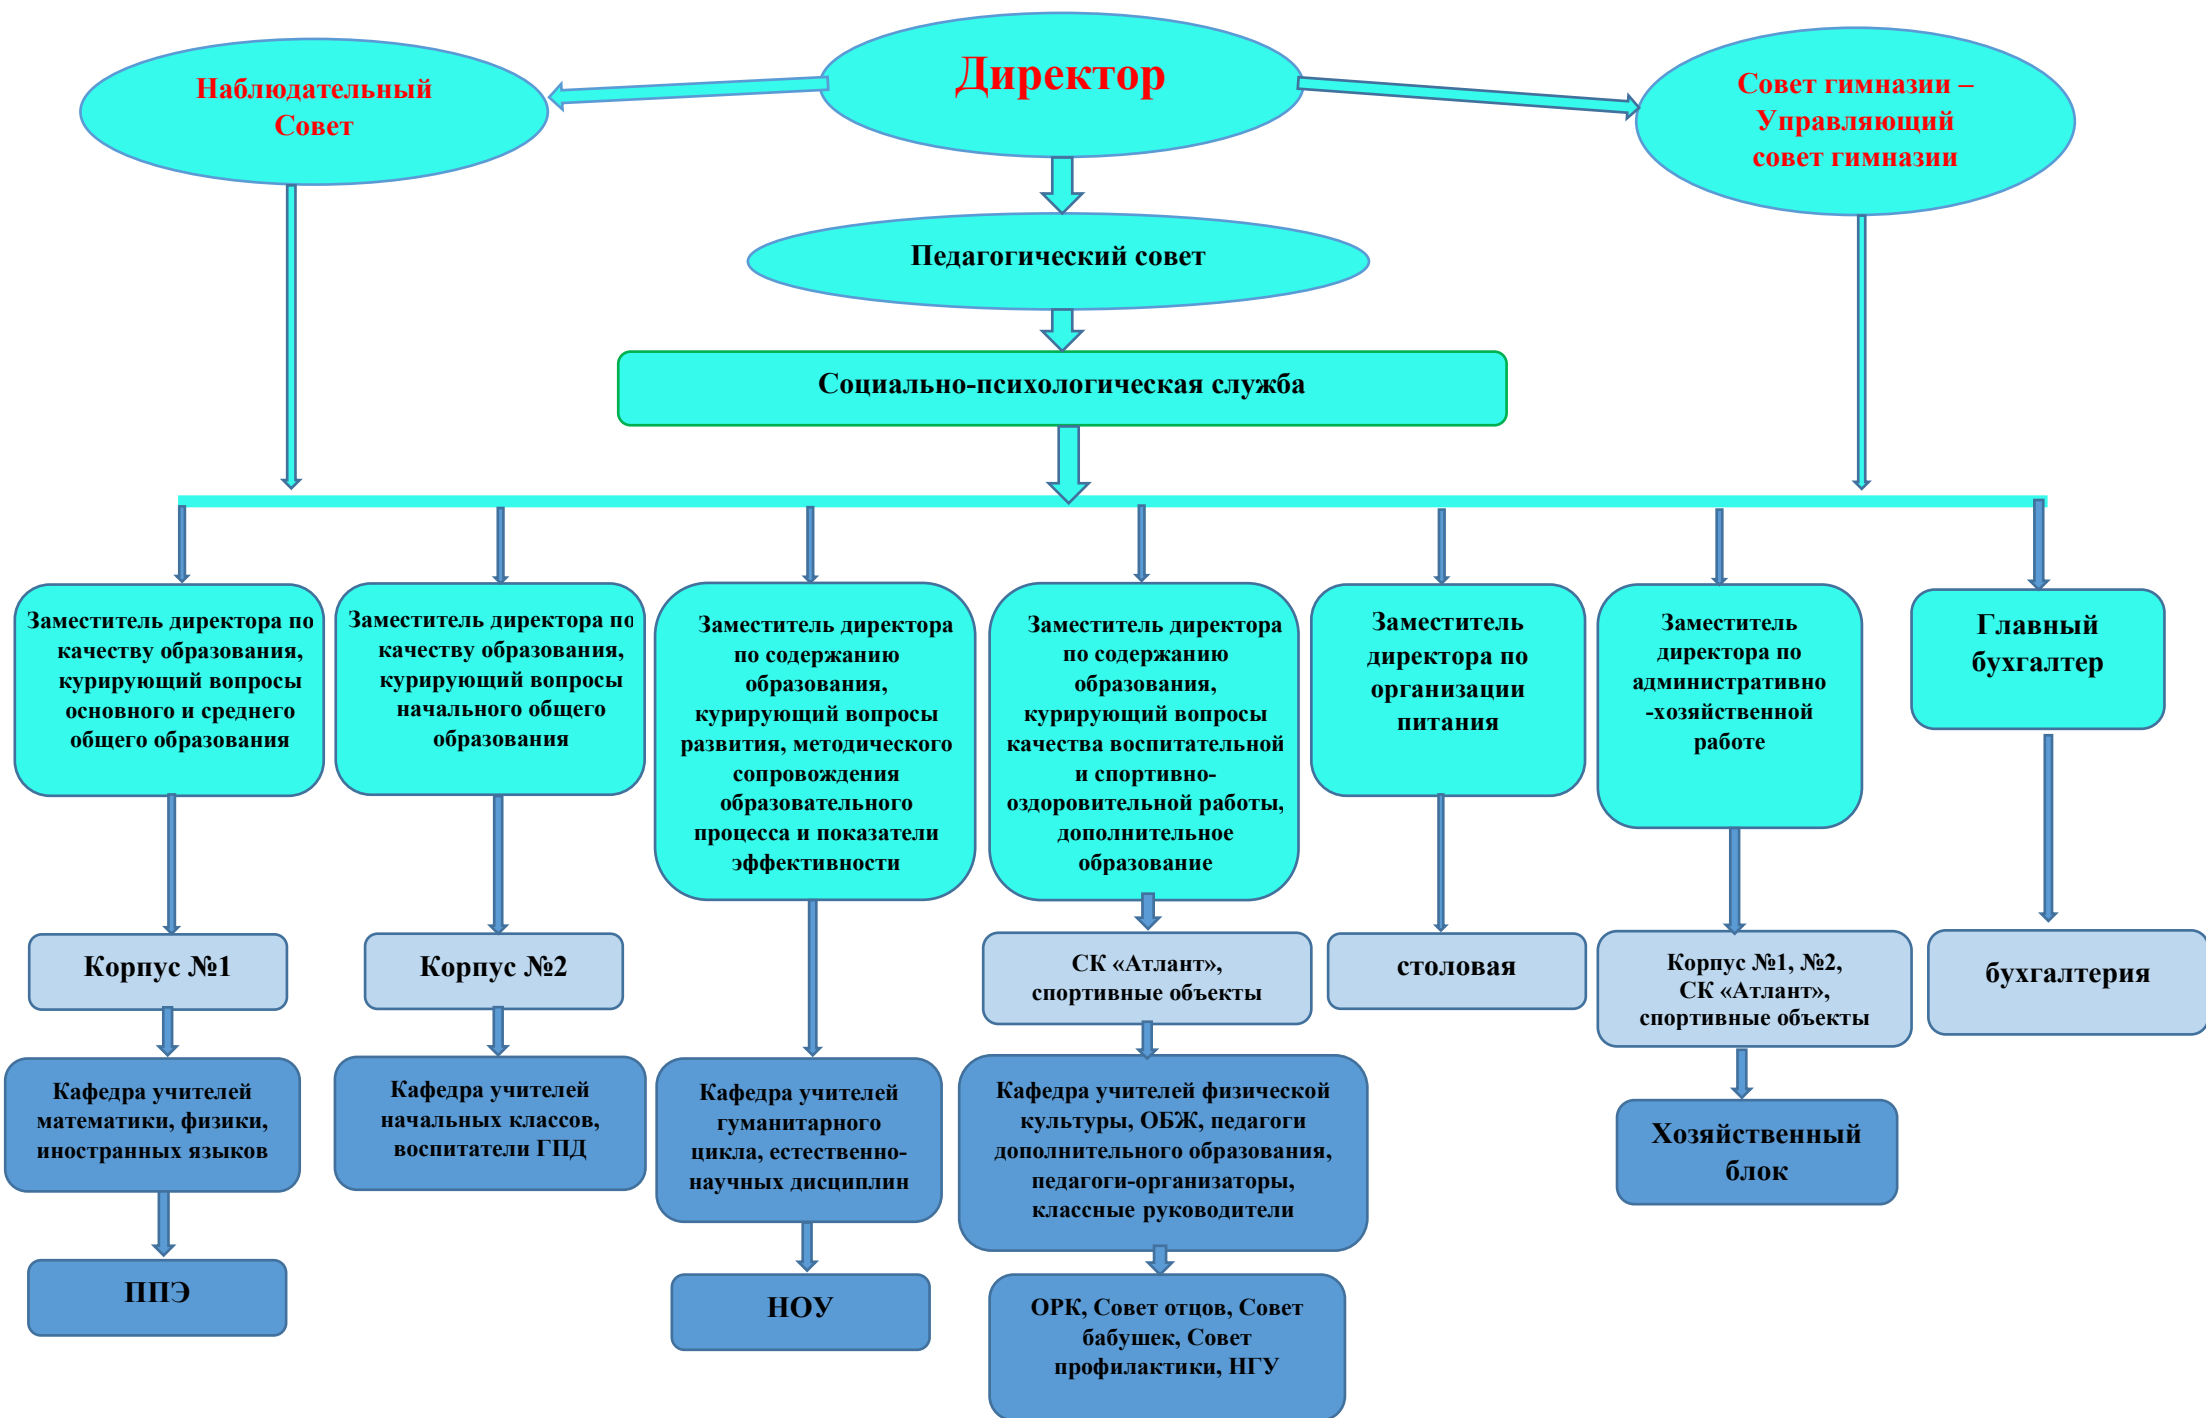 Директор
Наблюдательный
Совет
Совет гимназии –
Управляющий
совет гимназии
Педагогический совет
Социально-психологическая служба
Заместитель директора по
качеству образования,
курирующий вопросы
основного и среднего
общего образования
Заместитель директора по
качеству образования,
курирующий вопросы
начального общего
образования
Заместитель директора
по содержанию
образования,
курирующий вопросы
развития, методического
сопровождения
образовательного
процесса и показатели
эффективности
Заместитель директора
по содержанию
образования,
курирующий вопросы
качества воспитательной
и спортивно-
оздоровительной работы,
дополнительное
образование
Заместитель
директора по
организации
питания
Заместитель
директора по
административно
-хозяйственной
работе
Главный
бухгалтер
Корпус №1
Корпус №2
СК «Атлант»,
спортивные объекты
столовая
Корпус №1, №2,
СК «Атлант»,
спортивные объекты
бухгалтерия
Кафедра учителей
математики, физики,
иностранных языков
Кафедра учителей
начальных классов,
воспитатели ГПД
Кафедра учителей
гуманитарного
цикла, естественно-
научных дисциплин
Кафедра учителей физической
культуры, ОБЖ, педагоги
дополнительного образования,
педагоги-организаторы,
классные руководители
Хозяйственный
блок
ППЭ
НОУ
ОРК, Совет отцов, Совет
бабушек, Совет
профилактики, НГУ